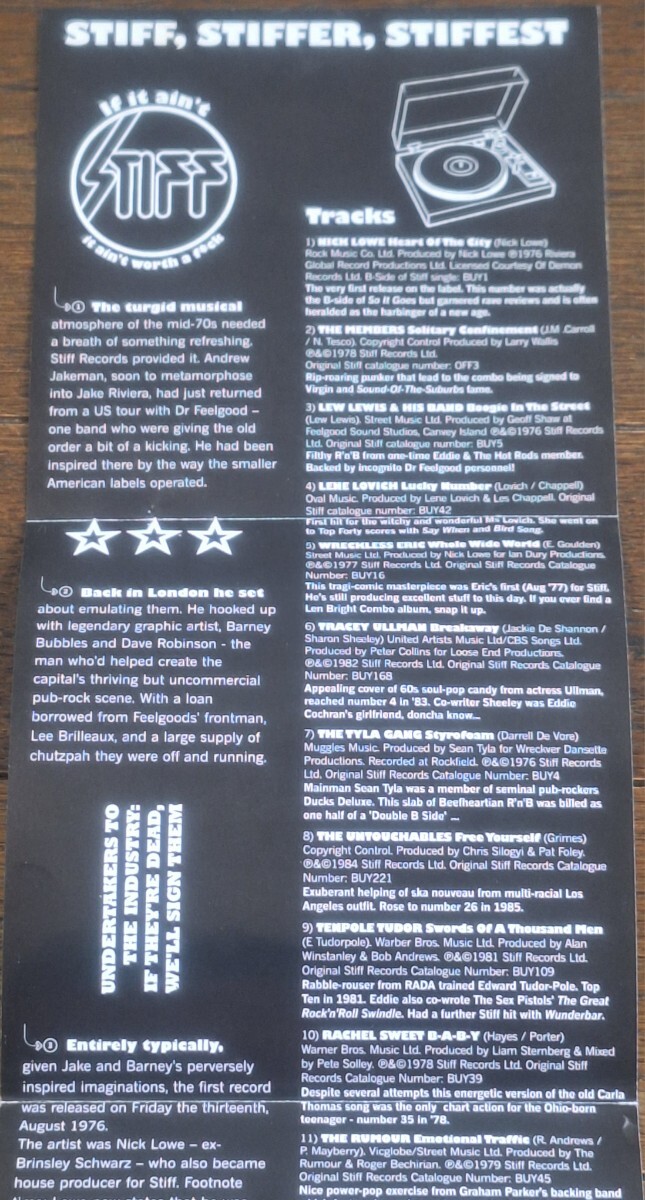 STIFF, STIFFER, STIFFEST
If it ain't
STIFF
it ain't worth a fock
① The turgid musical
atmosphere of the mid-70s needed
a breath of something refreshing.
Stiff Records provided it. Andrew
Jakeman, soon to metamorphose
into Jake Riviera, had just returned
from a US tour with Dr Feelgood –
one band who were giving the old
order a bit of a kicking. He had been
inspired there by the way the smaller
American labels operated.
② Back in London he set
about emulating them. He hooked up
with legendary graphic artist, Barney
Bubbles and Dave Robinson - the
man who'd helped create the
capital's thriving but uncommercial
pub-rock scene. With a loan
borrowed from Feelgoods' frontman,
Lee Brilleaux, and a large supply of
chutzpah they were off and running.
UNDERTAKERS TO
THE INDUSTRY:
IF THEY'RE DEAD,
WE'LL SIGN THEM
③ Entirely typically,
given Jake and Barney's perversely
inspired imaginations, the first record
was released on Friday the thirteenth,
August 1976.
The artist was Nick Lowe – ex-
Brinsley Schwarz – who also became
house producer for Stiff. Footnote
Tracks
1) NICK LOWE Heart Of The City (Nick Lowe)
Rock Music Co. Ltd. Produced by Nick Lowe ℗1976 Riviera
Global Record Productions Ltd. Licensed Courtesy Of Demon
Records Ltd. B-Side of Stiff single: BUY1
The very first release on the label. This number was actually
the B-side of So It Goes but garnered rave reviews and is often
heralded as the harbinger of a new age.
2) THE MEMBERS Solitary Confinement (J.M .Carroll
/ N. Tesco). Copyright Control Produced by Larry Wallis
℗&©1978 Stiff Records Ltd.
Original Stiff catalogue number: OFF3
Rip-roaring punker that lead to the combo being signed to
Virgin and Sound-Of-The-Suburbs fame.
3) LEW LEWIS & HIS BAND Boogie In The Street
(Lew Lewis). Street Music Ltd. Produced by Geoff Shaw at
Feelgood Sound Studios, Canvey Island ℗&©1976 Stiff Records
Ltd. Original Stiff catalogue number: BUY5
Filthy R'n'B from one-time Eddie & The Hot Rods member.
Backed by incognito Dr Feelgood personnel!
4) LENE LOVICH Lucky Number (Lovich / Chappell)
Oval Music. Produced by Lene Lovich & Les Chappell. Original
Stiff catalogue number: BUY42
First hit for the witchy and wonderful Ms Lovich. She went on
to Top Forty scores with Say When and Bird Song.
5) WRECKLESS ERIC Whole Wide World (E. Goulden)
Street Music Ltd. Produced by Nick Lowe for Ian Dury Productions.
℗&©1977 Stiff Records Ltd. Original Stiff Records Catalogue
Number: BUY16
This tragi-comic masterpiece was Eric's first (Aug '77) for Stiff.
He's still producing excellent stuff to this day. If you ever find a
Len Bright Combo album, snap it up.
6) TRACEY ULLMAN Breakaway (Jackie De Shannon /
Sharon Sheeley) United Artists Music Ltd/CBS Songs Ltd.
Produced by Peter Collins for Loose End Productions.
℗&©1982 Stiff Records Ltd. Original Stiff Records Catalogue
Number: BUY168
Appealing cover of 60s soul-pop candy from actress Ullman,
reached number 4 in '83. Co-writer Sheeley was Eddie
Cochran's girlfriend, doncha know...
7) THE TYLA GANG Styrofoam (Darrell De Vore)
Muggles Music. Produced by Sean Tyla for Wreckver Dansette
Productions. Recorded at Rockfield. ℗&©1976 Stiff Records
Ltd. Original Stiff Records Catalogue Number: BUY4
Mainman Sean Tyla was a member of seminal pub-rockers
Ducks Deluxe. This slab of Beefheartian R'n'B was billed as
one half of a 'Double B Side' ...
8) THE UNTOUCHABLES Free Yourself (Grimes)
Copyright Control. Produced by Chris Silogyi & Pat Foley.
℗&©1984 Stiff Records Ltd. Original Stiff Records Catalogue
Number: BUY221
Exuberant helping of ska nouveau from multi-racial Los
Angeles outfit. Rose to number 26 in 1985.
9) TENPOLE TUDOR Swords Of A Thousand Men
(E Tudorpole). Warber Bros. Music Ltd. Produced by Alan
Winstanley & Bob Andrews. ℗&©1981 Stiff Records Ltd.
Original Stiff Records Catalogue Number: BUY109
Rabble-rouser from RADA trained Edward Tudor-Pole. Top
Ten in 1981. Eddie also co-wrote The Sex Pistols' The Great
Rock'n'Roll Swindle. Had a further Stiff hit with Wunderbar.
10) RACHEL SWEET B-A-B-Y (Hayes / Porter)
Warner Bros. Music Ltd. Produced by Liam Sternberg & Mixed
by Pete Solley. ℗&©1978 Stiff Records Ltd. Original Stiff
Records Catalogue Number: BUY39
Despite several attempts this energetic version of the old Carla
Thomas song was the only chart action for the Ohio-born
teenager - number 35 in '78.
11) THE RUMOUR Emotional Traffic (R. Andrews /
P. Mayberry). Vicglobe/Street Music Ltd. Produced by The
Rumour & Roger Bechirian. ℗&©1979 Stiff Records
Ltd. Original Stiff Records Catalogue Number: BUY45
Nice power-pop exercise from Graham Parker's backing band